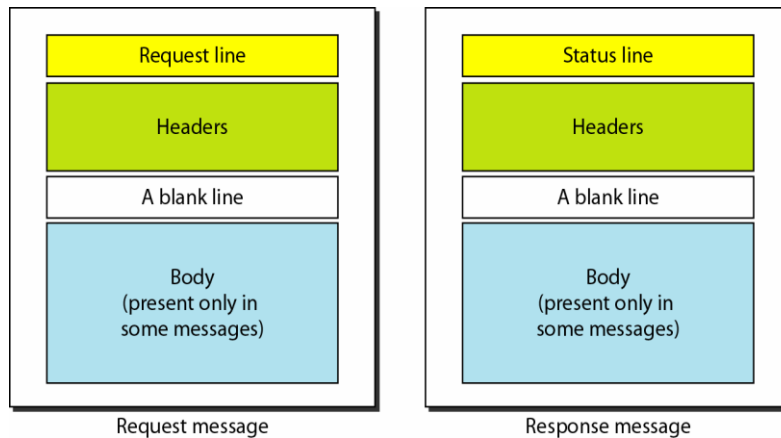 Request line
Headers
A blank line
Body
(present only in
some messages)
Request message
Status line
Headers
A blank line
Body
(present only in
some messages)
Response message